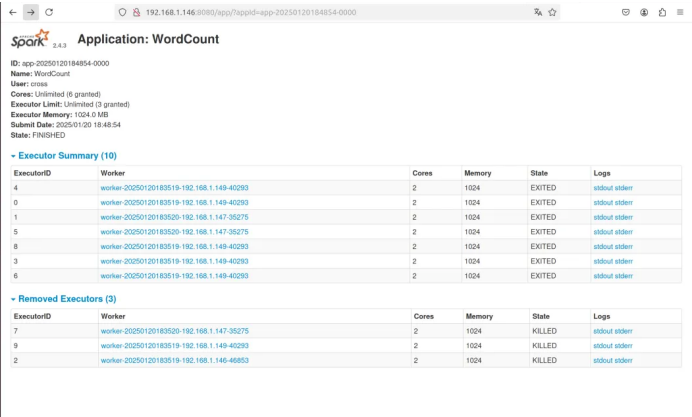 192.168.1.146:8080/app/?appId=app-20250120184854-0000
APACHE Spark 2.4.3 Application: WordCount
ID: app-20250120184854-0000
Name: WordCount
User: cross
Cores: Unlimited (6 granted)
Executor Limit: Unlimited (3 granted)
Executor Memory: 1024.0 MB
Submit Date: 2025/01/20 18:48:54
State: FINISHED
Executor Summary (10)
ExecutorID Worker Cores Memory State Logs
4 worker-20250120183519-192.168.1.149-40293 2 1024 EXITED stdout stderr
0 worker-20250120183519-192.168.1.149-40293 2 1024 EXITED stdout stderr
1 worker-20250120183520-192.168.1.147-35275 2 1024 EXITED stdout stderr
5 worker-20250120183520-192.168.1.147-35275 2 1024 EXITED stdout stderr
8 worker-20250120183519-192.168.1.149-40293 2 1024 EXITED stdout stderr
3 worker-20250120183519-192.168.1.149-40293 2 1024 EXITED stdout stderr
6 worker-20250120183519-192.168.1.149-40293 2 1024 EXITED stdout stderr
Removed Executors (3)
ExecutorID Worker Cores Memory State Logs
7 worker-20250120183520-192.168.1.147-35275 2 1024 KILLED stdout stderr
9 worker-20250120183519-192.168.1.149-40293 2 1024 KILLED stdout stderr
2 worker-20250120183519-192.168.1.146-46853 2 1024 KILLED stdout stderr